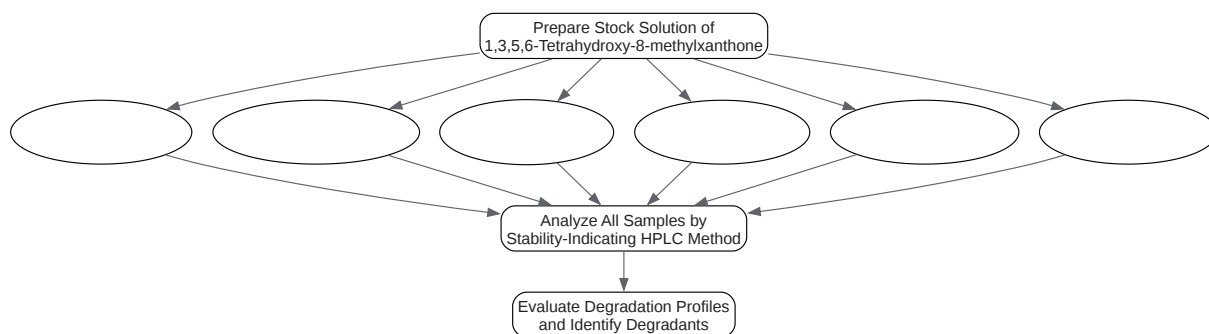 Prepare Stock Solution of
1,3,5,6-Tetrahydroxy-8-methylxanthone
Analyze All Samples by
Stability-Indicating HPLC Method
Evaluate Degradation Profiles
and Identify Degradants